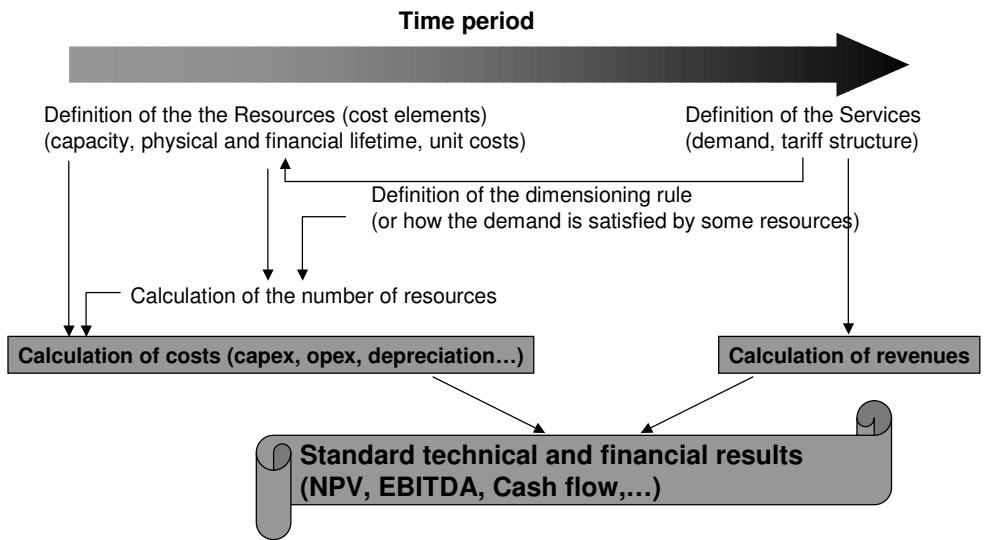 Time period
Definition of the the Resources (cost elements)
(capacity, physical and financial lifetime, unit costs)
Definition of the Services
(demand, tariff structure)
Definition of the dimensioning rule
(or how the demand is satisfied by some resources)
Calculation of the number of resources
Calculation of costs (capex, opex, depreciation…)
Calculation of revenues
Standard technical and financial results
(NPV, EBITDA, Cash flow,…)